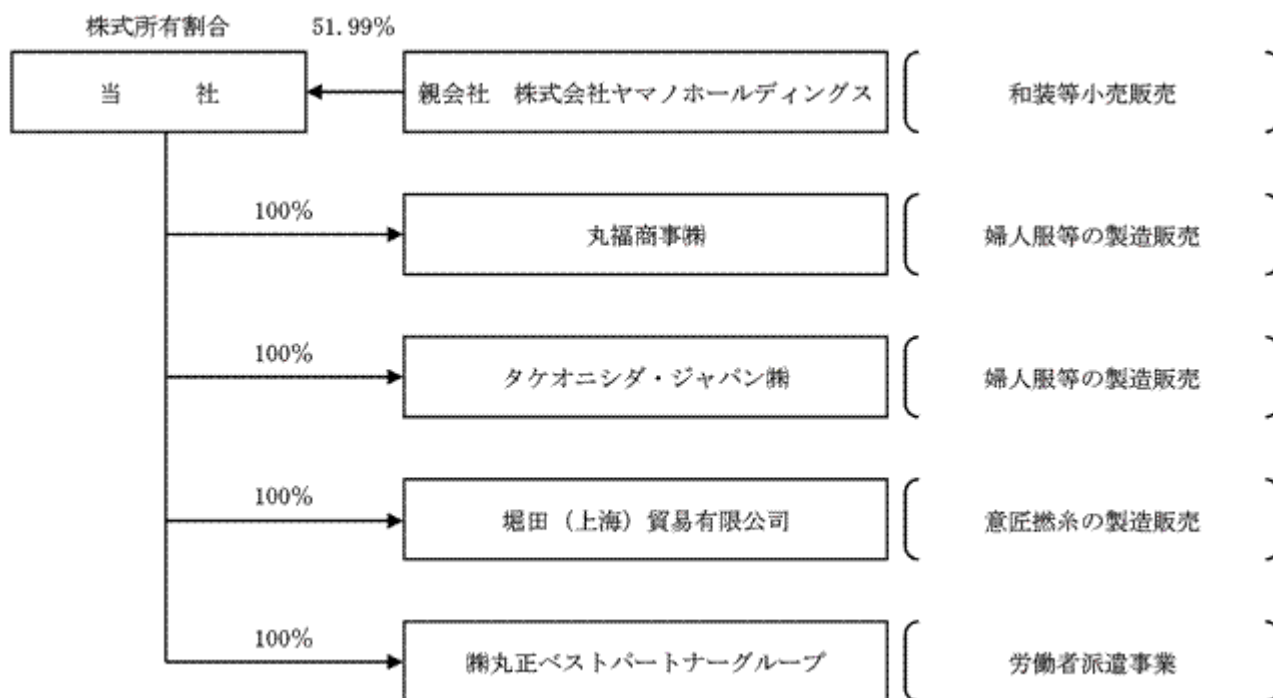 株式所有割合 51.99%
当 社
親会社 株式会社ヤマノホールディングス
和装等小売販売
100%
丸福商事㈱
婦人服等の製造販売
100%
タケオニシダ・ジャパン㈱
婦人服等の製造販売
100%
堀田(上海)貿易有限公司
意匠撚糸の製造販売
100%
㈱丸正ベストパートナーグループ
労働者派遣事業